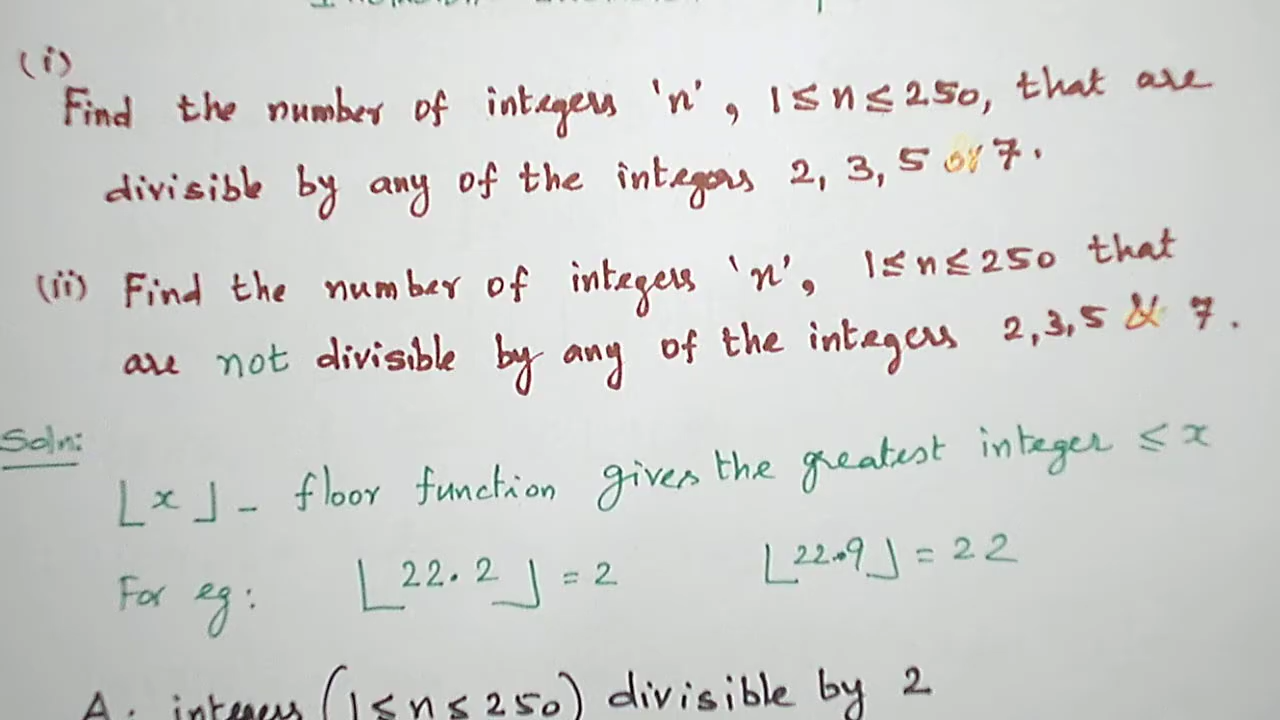 (i)
Find the number of integers 'n', 1≤n≤250, that are
divisible by any of the integers 2, 3, 5 or 7.
(ii) Find the number of integers 'n', 1≤n≤250 that
are not divisible by any of the integers 2,3,5 & 7.
Soln:
⌊x⌋ - floor function gives the greatest integer ≤ x
For eg: ⌊22.2⌋ = 2 ⌊22.9⌋ = 22
A: integers (1≤n≤250) divisible by 2